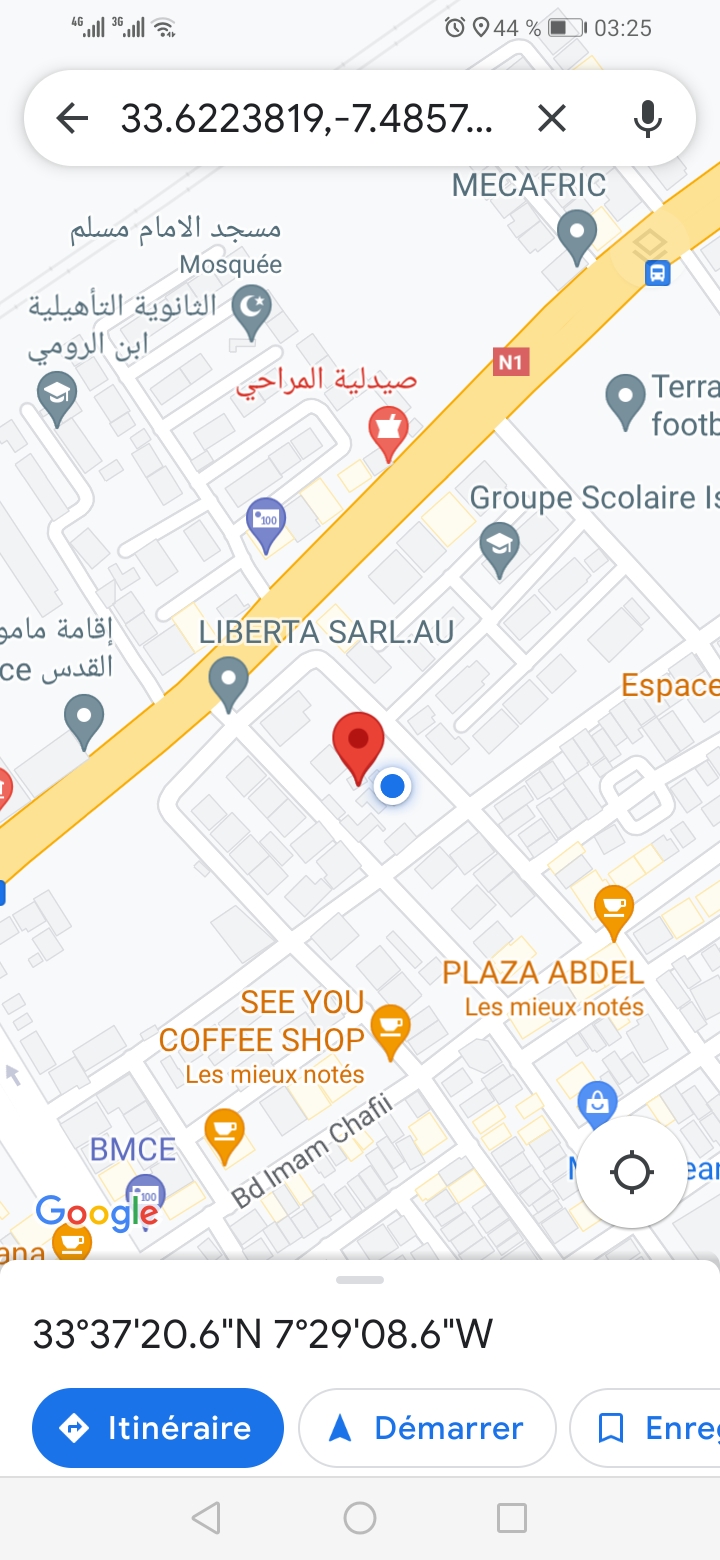 4G 3G 44 % 03:25
33.6223819,-7.4857...
MECAFRIC
مسجد الامام مسلم
Mosquée
الثانوية التأهيلية
ابن الرومي
N1
صيدلية المراحي
Terra
footb
Groupe Scolaire Is
100
إقامة مامو
القدس ce
LIBERTA SARL.AU
Espace
PLAZA ABDEL
Les mieux notés
SEE YOU
COFFEE SHOP
Les mieux notés
Bd Imam Chafii
BMCE
100
Google
ana
ear
33°37'20.6"N 7°29'08.6"W
Itinéraire
Démarrer
Enreg